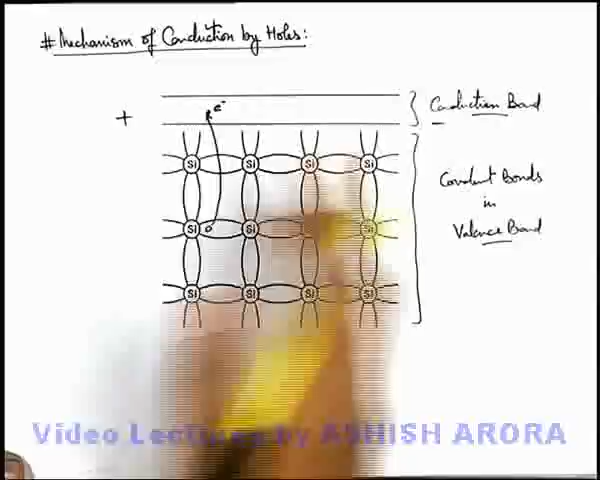 # Mechanism of Conduction by Holes:
e-
+
Conduction Band
Si Si Si Si
Covalent Bonds
in
Valence Band
Si Si Si
Si Si Si Si
Video Lectures by ASHISH ARORA